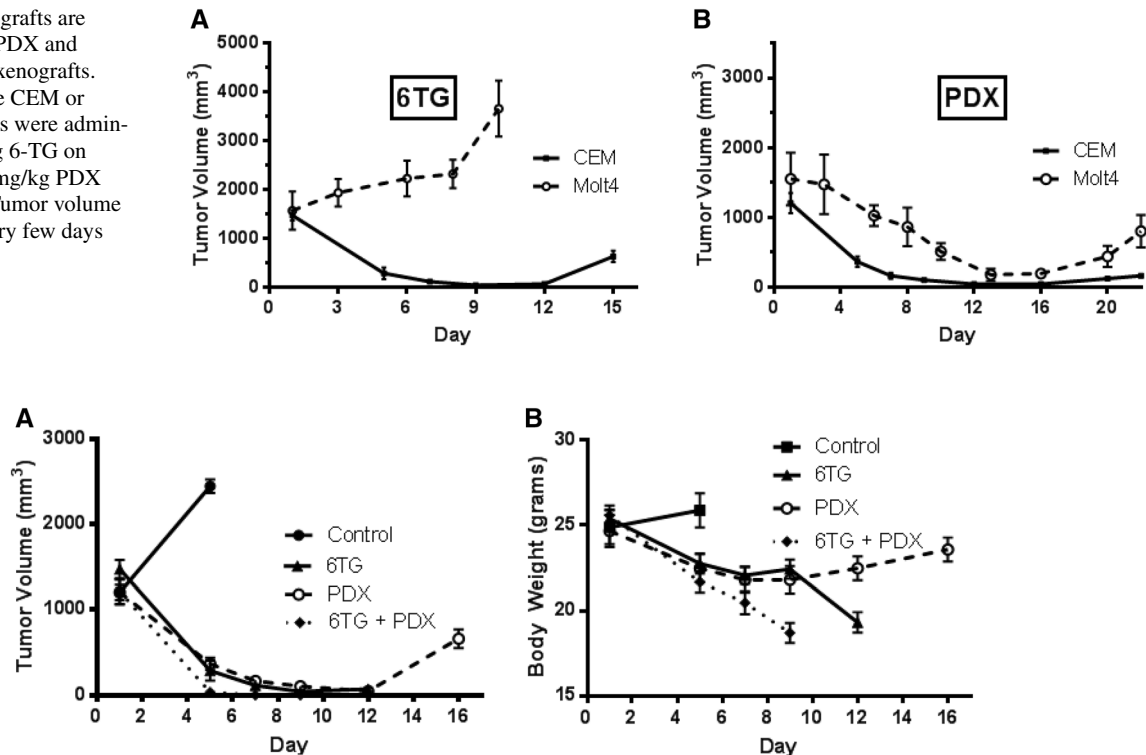 ografts are
PDX and
xenografts.
e CEM or
s were admin-
g 6-TG on
mg/kg PDX
Tumor volume
ry few days
A
5000
4000
3000
2000
1000
0
Tumor Volume (mm3)
6TG
CEM
Molt4
0 3 6 9 12 15
Day
B
3000
2000
1000
0
Tumor Volume (mm3)
PDX
CEM
Molt4
0 4 8 12 16 20
Day
A
3000
2000
1000
0
Tumor Volume (mm3)
Control
6TG
PDX
6TG + PDX
0 2 4 6 8 10 12 14 16
Day
B
30
25
20
15
Body Weight (grams)
Control
6TG
PDX
6TG + PDX
0 2 4 6 8 10 12 14 16
Day